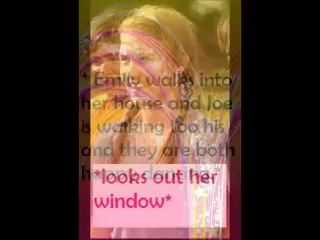 * Emily walks into
her house and Joe
is walking too his
and they are both
*looks out her
window*